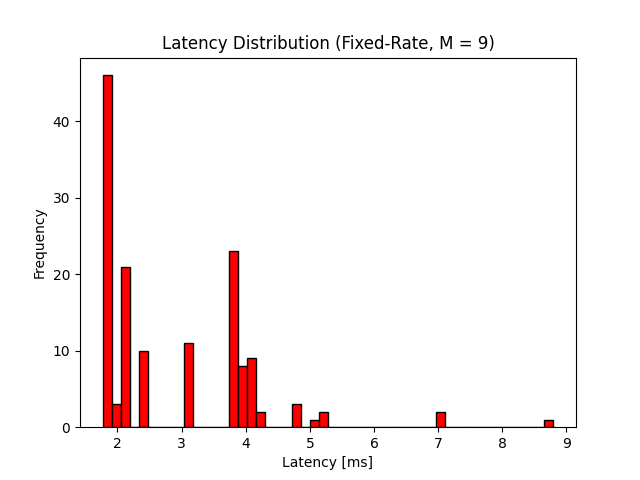 Latency Distribution (Fixed-Rate, M = 9)
Frequency
40
30
20
10
0
2 3 4 5 6 7 8 9
Latency [ms]